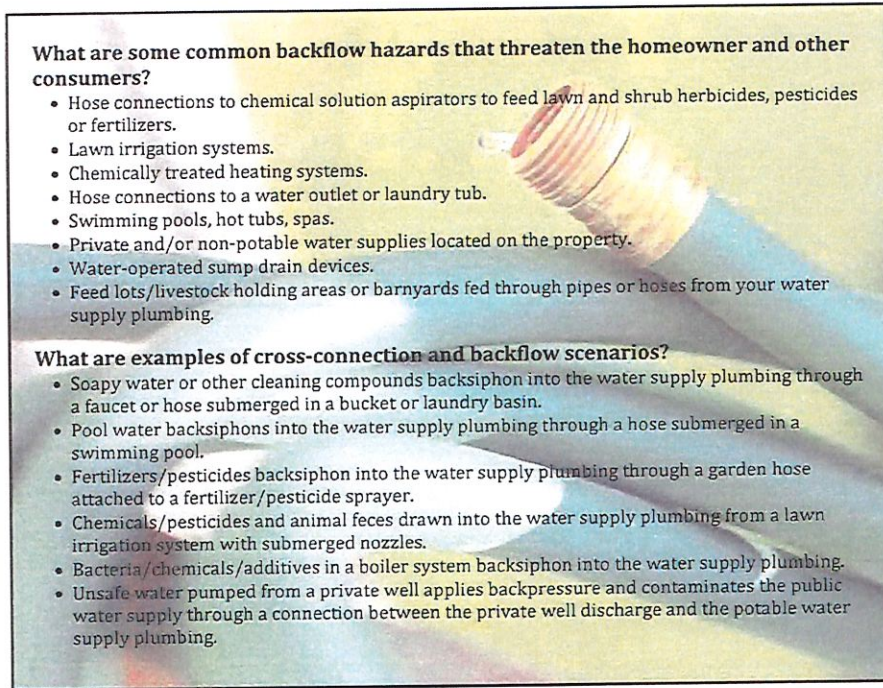 What are some common backflow hazards that threaten the homeowner and other
consumers?
• Hose connections to chemical solution aspirators to feed lawn and shrub herbicides, pesticides
or fertilizers.
• Lawn irrigation systems.
• Chemically treated heating systems.
• Hose connections to a water outlet or laundry tub.
• Swimming pools, hot tubs, spas.
• Private and/or non-potable water supplies located on the property.
• Water-operated sump drain devices.
• Feed lots/livestock holding areas or barnyards fed through pipes or hoses from your water
supply plumbing.
What are examples of cross-connection and backflow scenarios?
• Soapy water or other cleaning compounds backsiphon into the water supply plumbing through
a faucet or hose submerged in a bucket or laundry basin.
• Pool water backsiphons into the water supply plumbing through a hose submerged in a
swimming pool.
• Fertilizers/pesticides backsiphon into the water supply plumbing through a garden hose
attached to a fertilizer/pesticide sprayer.
• Chemicals/pesticides and animal feces drawn into the water supply plumbing from a lawn
irrigation system with submerged nozzles.
• Bacteria/chemicals/additives in a boiler system backsiphon into the water supply plumbing.
• Unsafe water pumped from a private well applies backpressure and contaminates the public
water supply through a connection between the private well discharge and the potable water
supply plumbing.